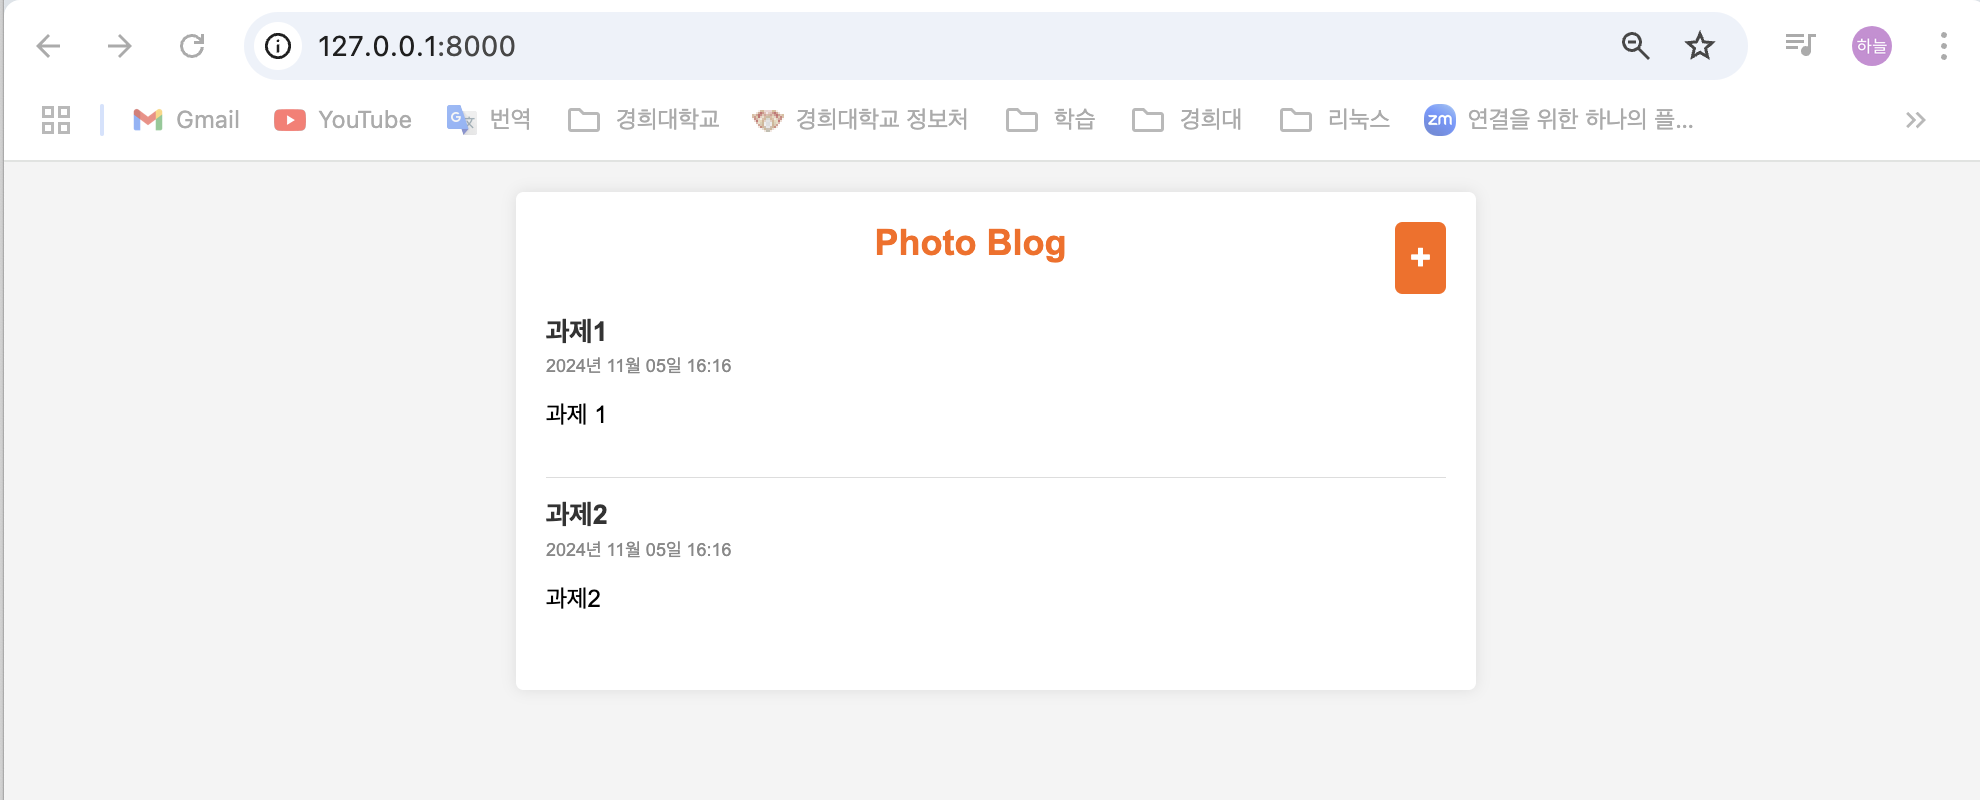 127.0.0.1:8000
하늘
Gmail YouTube 번역 경희대학교 경희대학교 정보처 학습 경희대 리눅스 zm 연결을 위한 하나의 플...
Photo Blog
+
과제1
2024년 11월 05일 16:16
과제 1
과제2
2024년 11월 05일 16:16
과제2